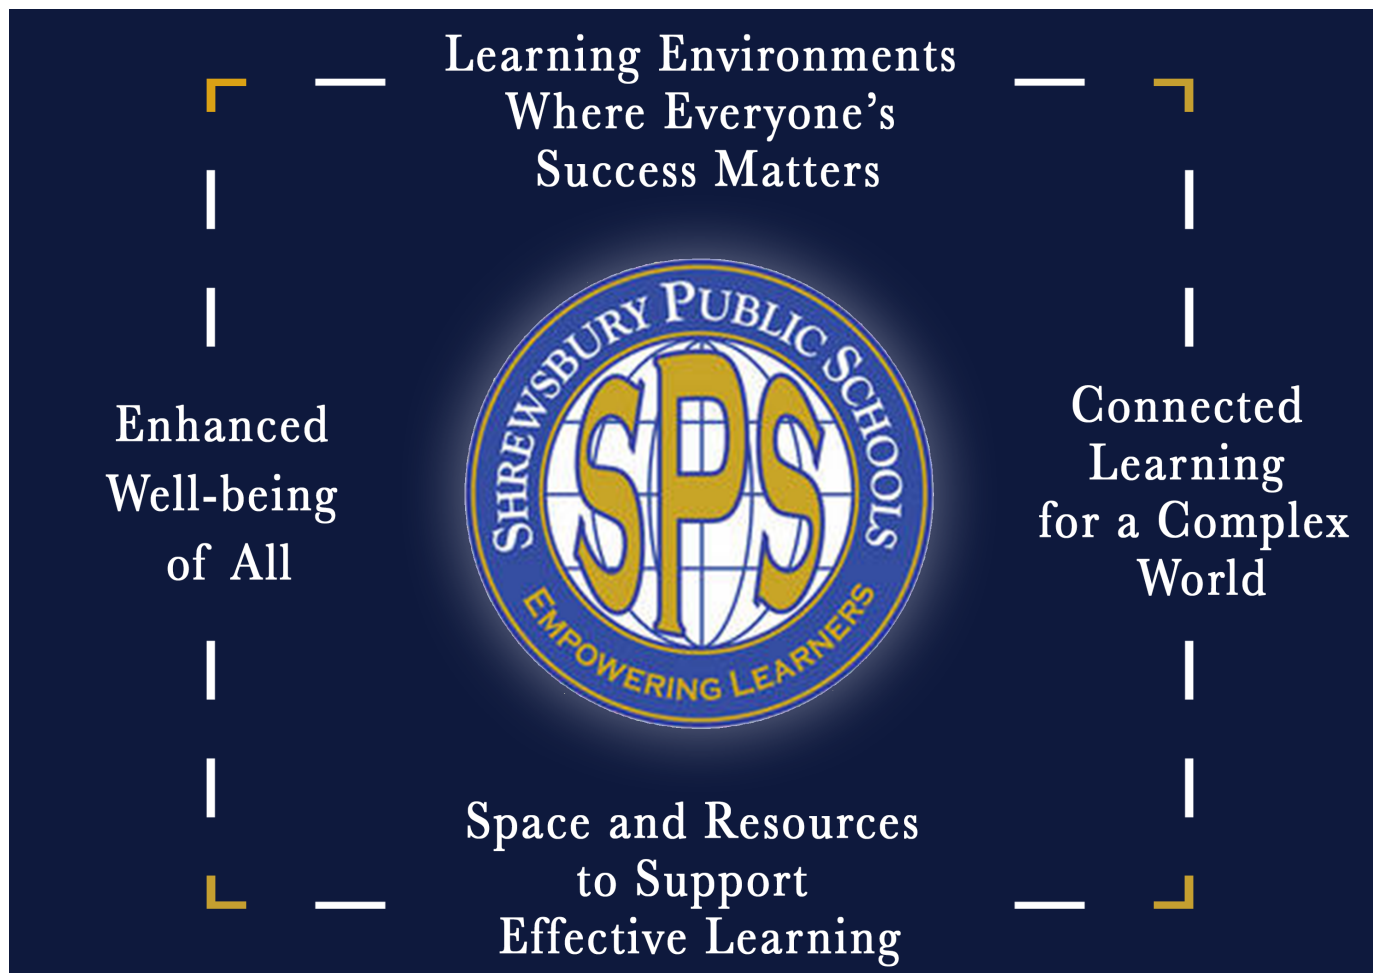 Learning Environments
Where Everyone’s
Success Matters
Enhanced
Well-being
of All
SHREWSBURY PUBLIC SCHOOLS
SPS
EMPOWERING LEARNERS
Connected
Learning
for a Complex
World
Space and Resources
to Support
Effective Learning